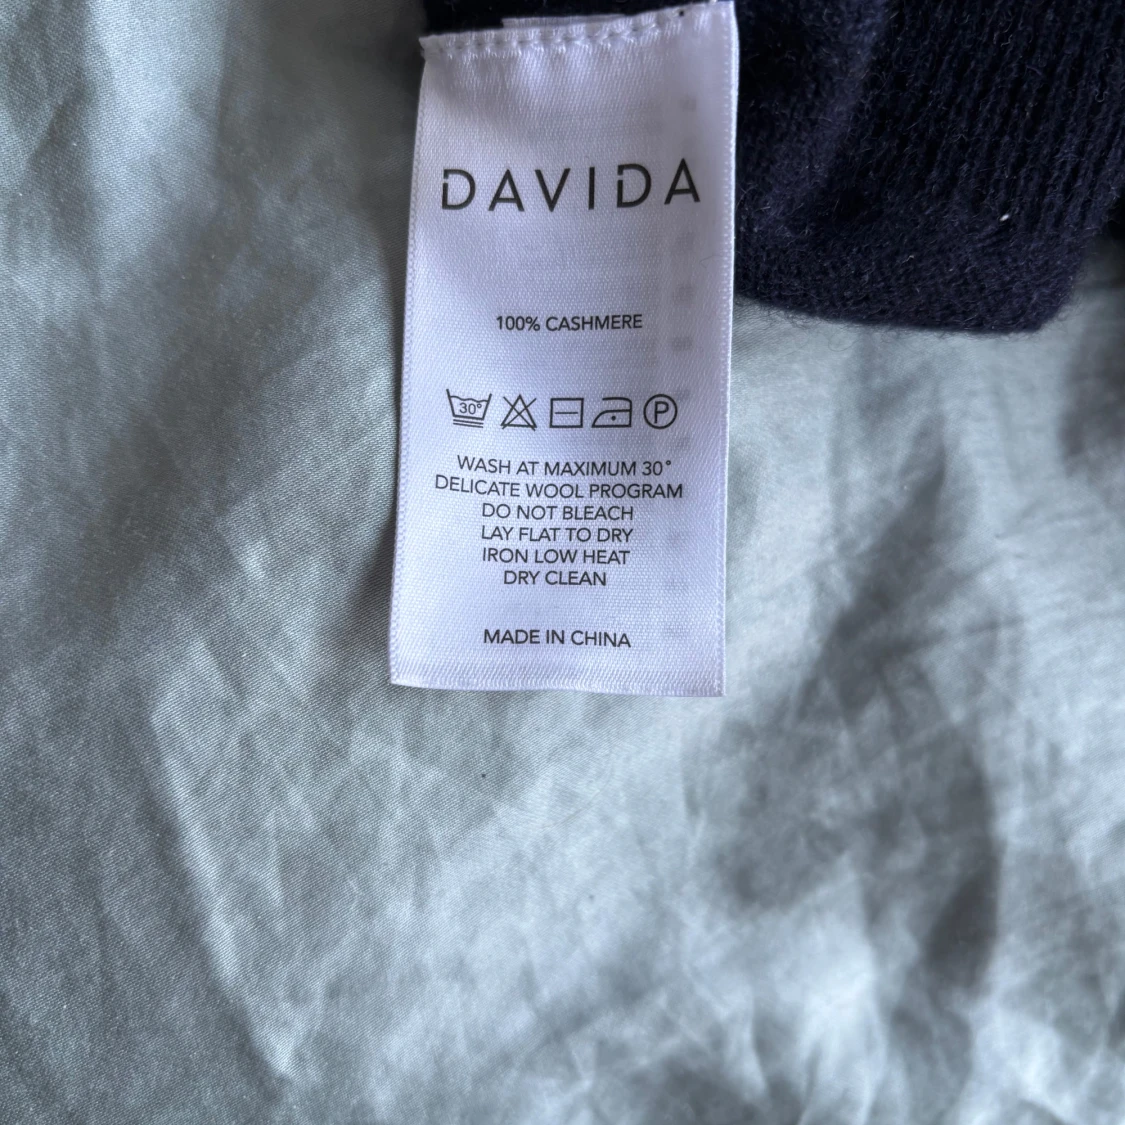 DAVIDA
100% CASHMERE
30°
P
WASH AT MAXIMUM 30°
DELICATE WOOL PROGRAM
DO NOT BLEACH
LAY FLAT TO DRY
IRON LOW HEAT
DRY CLEAN
MADE IN CHINA